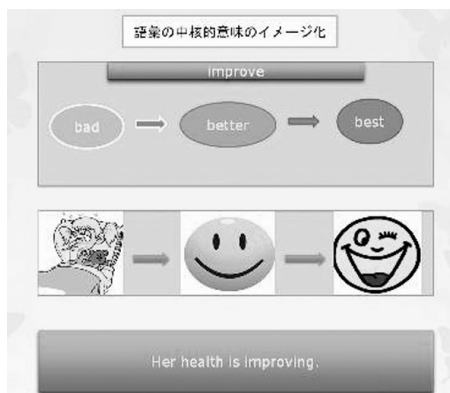 語彙の中核的意味のイメージ化
improve
bad
better
best
Her health is improving.